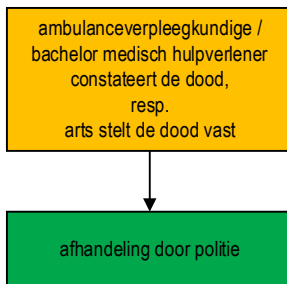 ambulanceverpleegkundige /
bachelor medisch hulpverlener
constateert de dood,
resp.
arts stelt de dood vast
afhandeling door politie